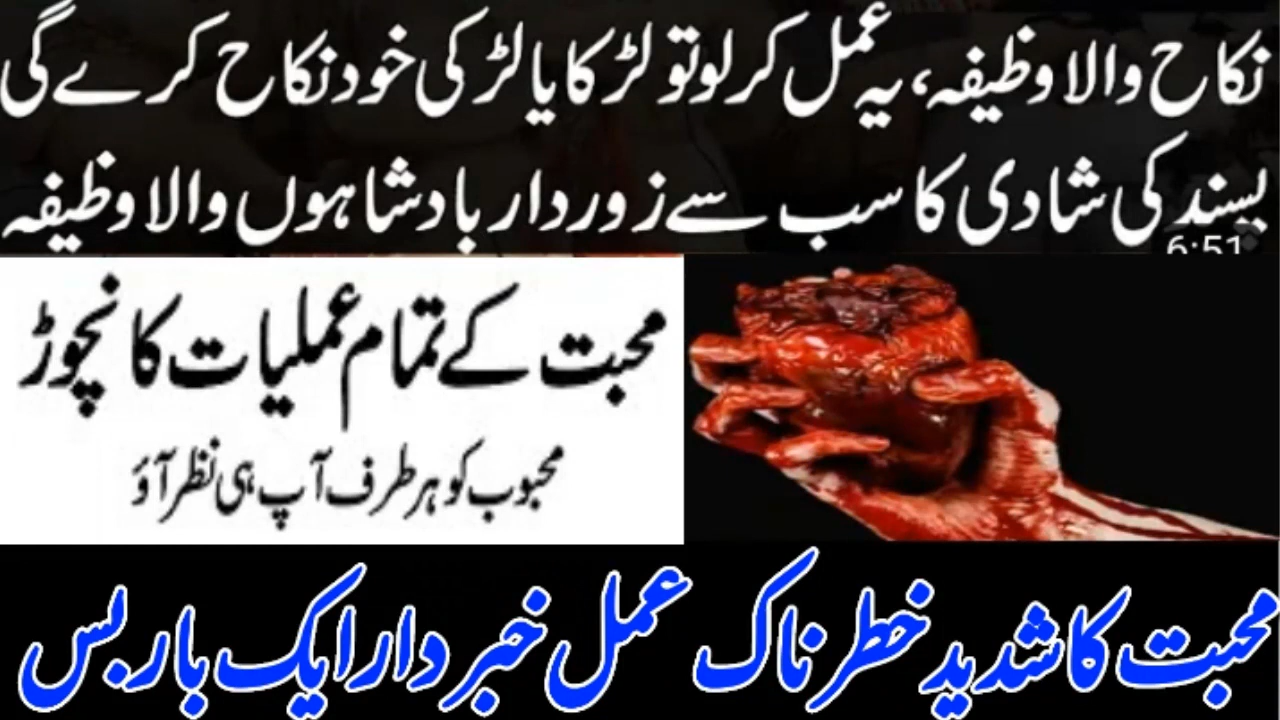 نکاح والا وظیفہ، یہ عمل کرلو تو لڑکا یا لڑکی خود نکاح کرے گی
پسند کی شادی کا سب سے زوردار بادشاہوں والا وظیفہ
6:51
محبت کے تمام عملیات کا نچوڑ
محبوب کو ہر طرف آپ ہی نظر آؤ
محبت کا شدید خطرناک عمل خبردار ایک بار بس